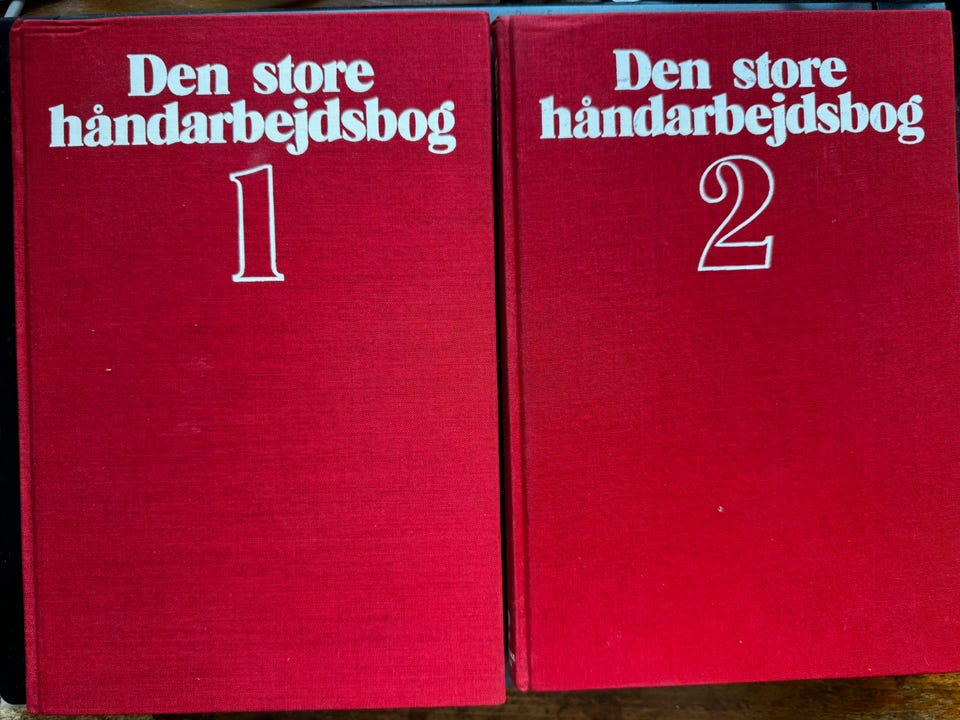 Den store
håndarbejdsbog
1
Den store
håndarbejdsbog
2